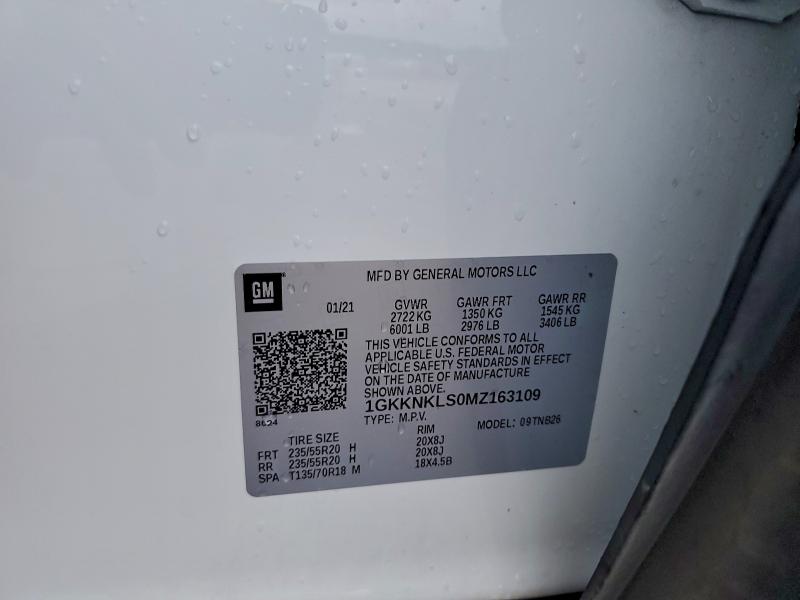 MFD BY GENERAL MOTORS LLC
GM
01/21
GVWR GAWR FRT GAWR RR
2722 KG 1350 KG 1545 KG
6001 LB 2976 LB 3406 LB
THIS VEHICLE CONFORMS TO ALL
APPLICABLE U.S. FEDERAL MOTOR
VEHICLE SAFETY STANDARDS IN EFFECT
ON THE DATE OF MANUFACTURE
SHOWN ABOVE.
1GKKNKLS0MZ163109
8624
TYPE: M.P.V. MODEL: 09TNB26
TIRE SIZE RIM
FRT 235/55R20 H 20X8J
RR 235/55R20 H 20X8J
SPA T135/70R18 M 18X4.5B